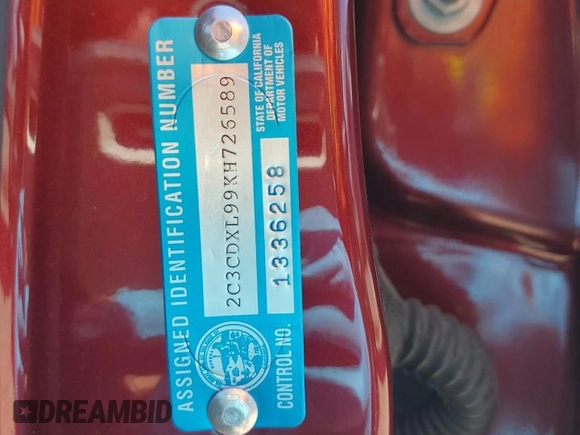 ASSIGNED IDENTIFICATION NUMBER
2C3CDXL99KH726589
STATE OF CALIFORNIA
DEPARTMENT OF
MOTOR VEHICLES
CONTROL NO. 1336258
DREAMBID